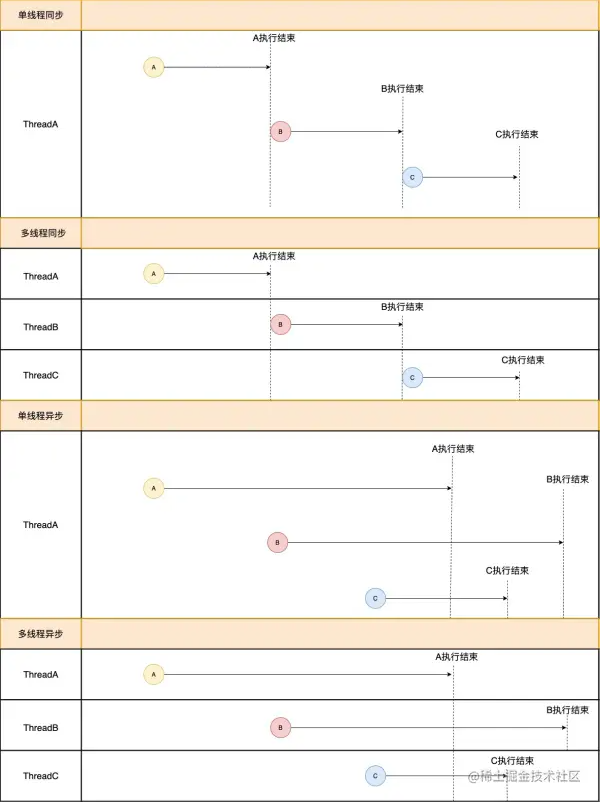 单线程同步
A执行结束
ThreadA
A
B执行结束
B
C执行结束
C
多线程同步
A执行结束
ThreadA
A
B执行结束
ThreadB
B
C执行结束
ThreadC
C
单线程异步
A执行结束
ThreadA
A
B执行结束
B
C执行结束
C
多线程异步
A执行结束
ThreadA
A
B执行结束
ThreadB
B
C执行结束
ThreadC
C
@稀土掘金技术社区